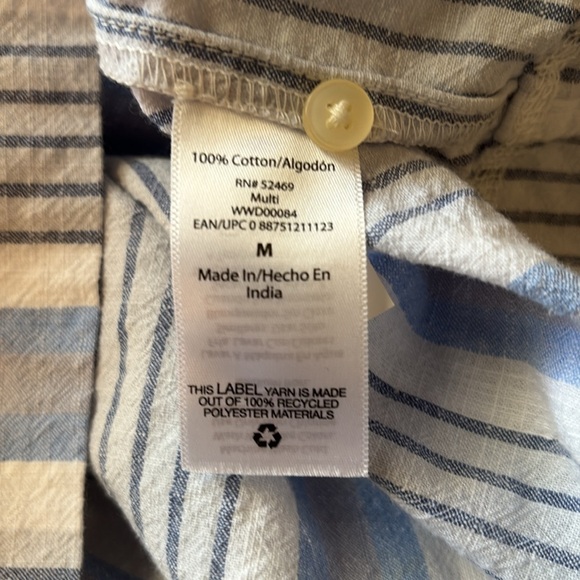 100% Cotton/Algodón
RN# 52469
Multi
WWD00084
EAN/UPC 0 88751211123
M
Made In/Hecho En
India
THIS LABEL YARN IS MADE
OUT OF 100% RECYCLED
POLYESTER MATERIALS